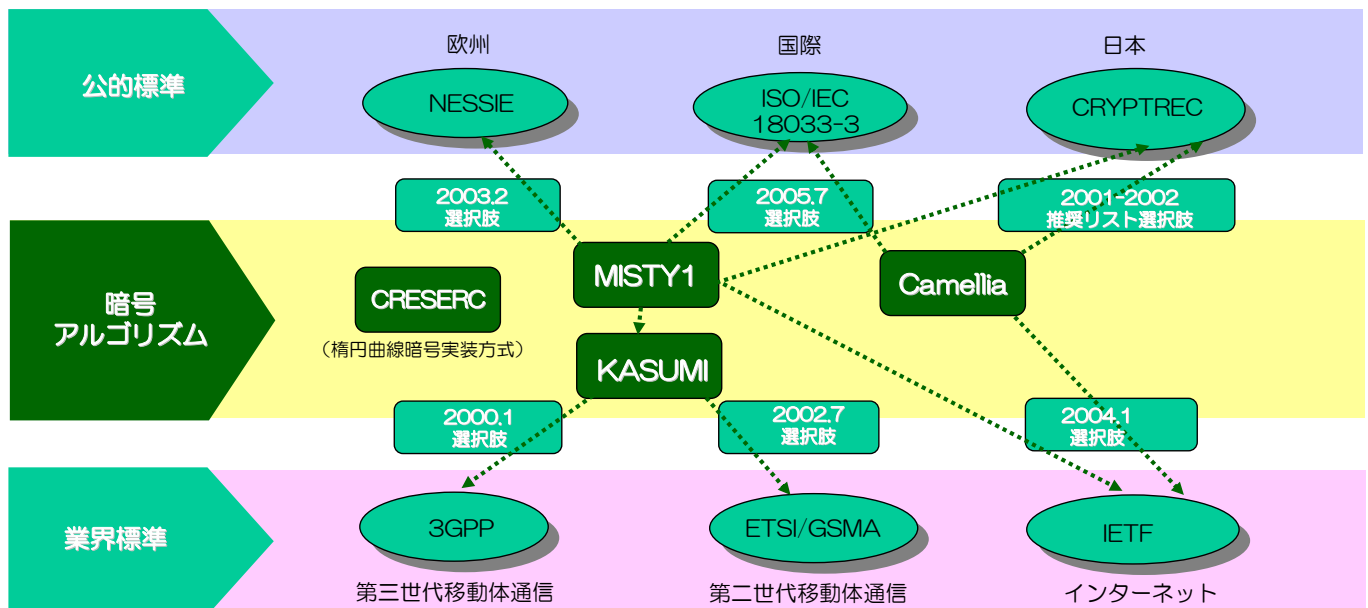 欧州
国際
日本
公的標準
NESSIE
ISO/IEC
18033-3
CRYPTREC
2003.2
選択肢
2005.7
選択肢
2001-2002
推奨リスト選択肢
暗号
アルゴリズム
CRESERC
(楕円曲線暗号実装方式)
MISTY1
Camellia
KASUMI
2000.1
選択肢
2002.7
選択肢
2004.1
選択肢
業界標準
3GPP
ETSI/GSMA
IETF
第三世代移動体通信
第二世代移動体通信
インターネット